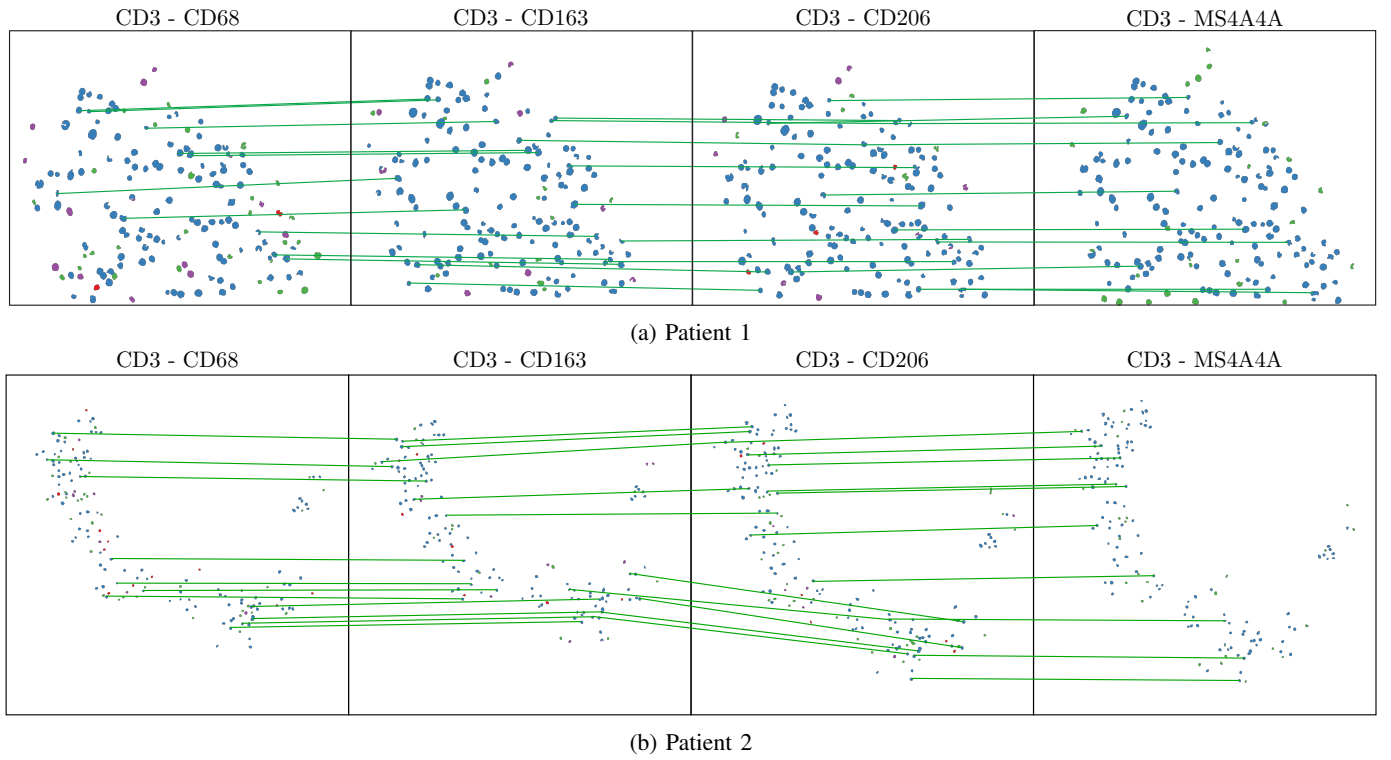 CD3 - CD68 CD3 - CD163 CD3 - CD206 CD3 - MS4A4A
(a) Patient 1
CD3 - CD68 CD3 - CD163 CD3 - CD206 CD3 - MS4A4A
(b) Patient 2